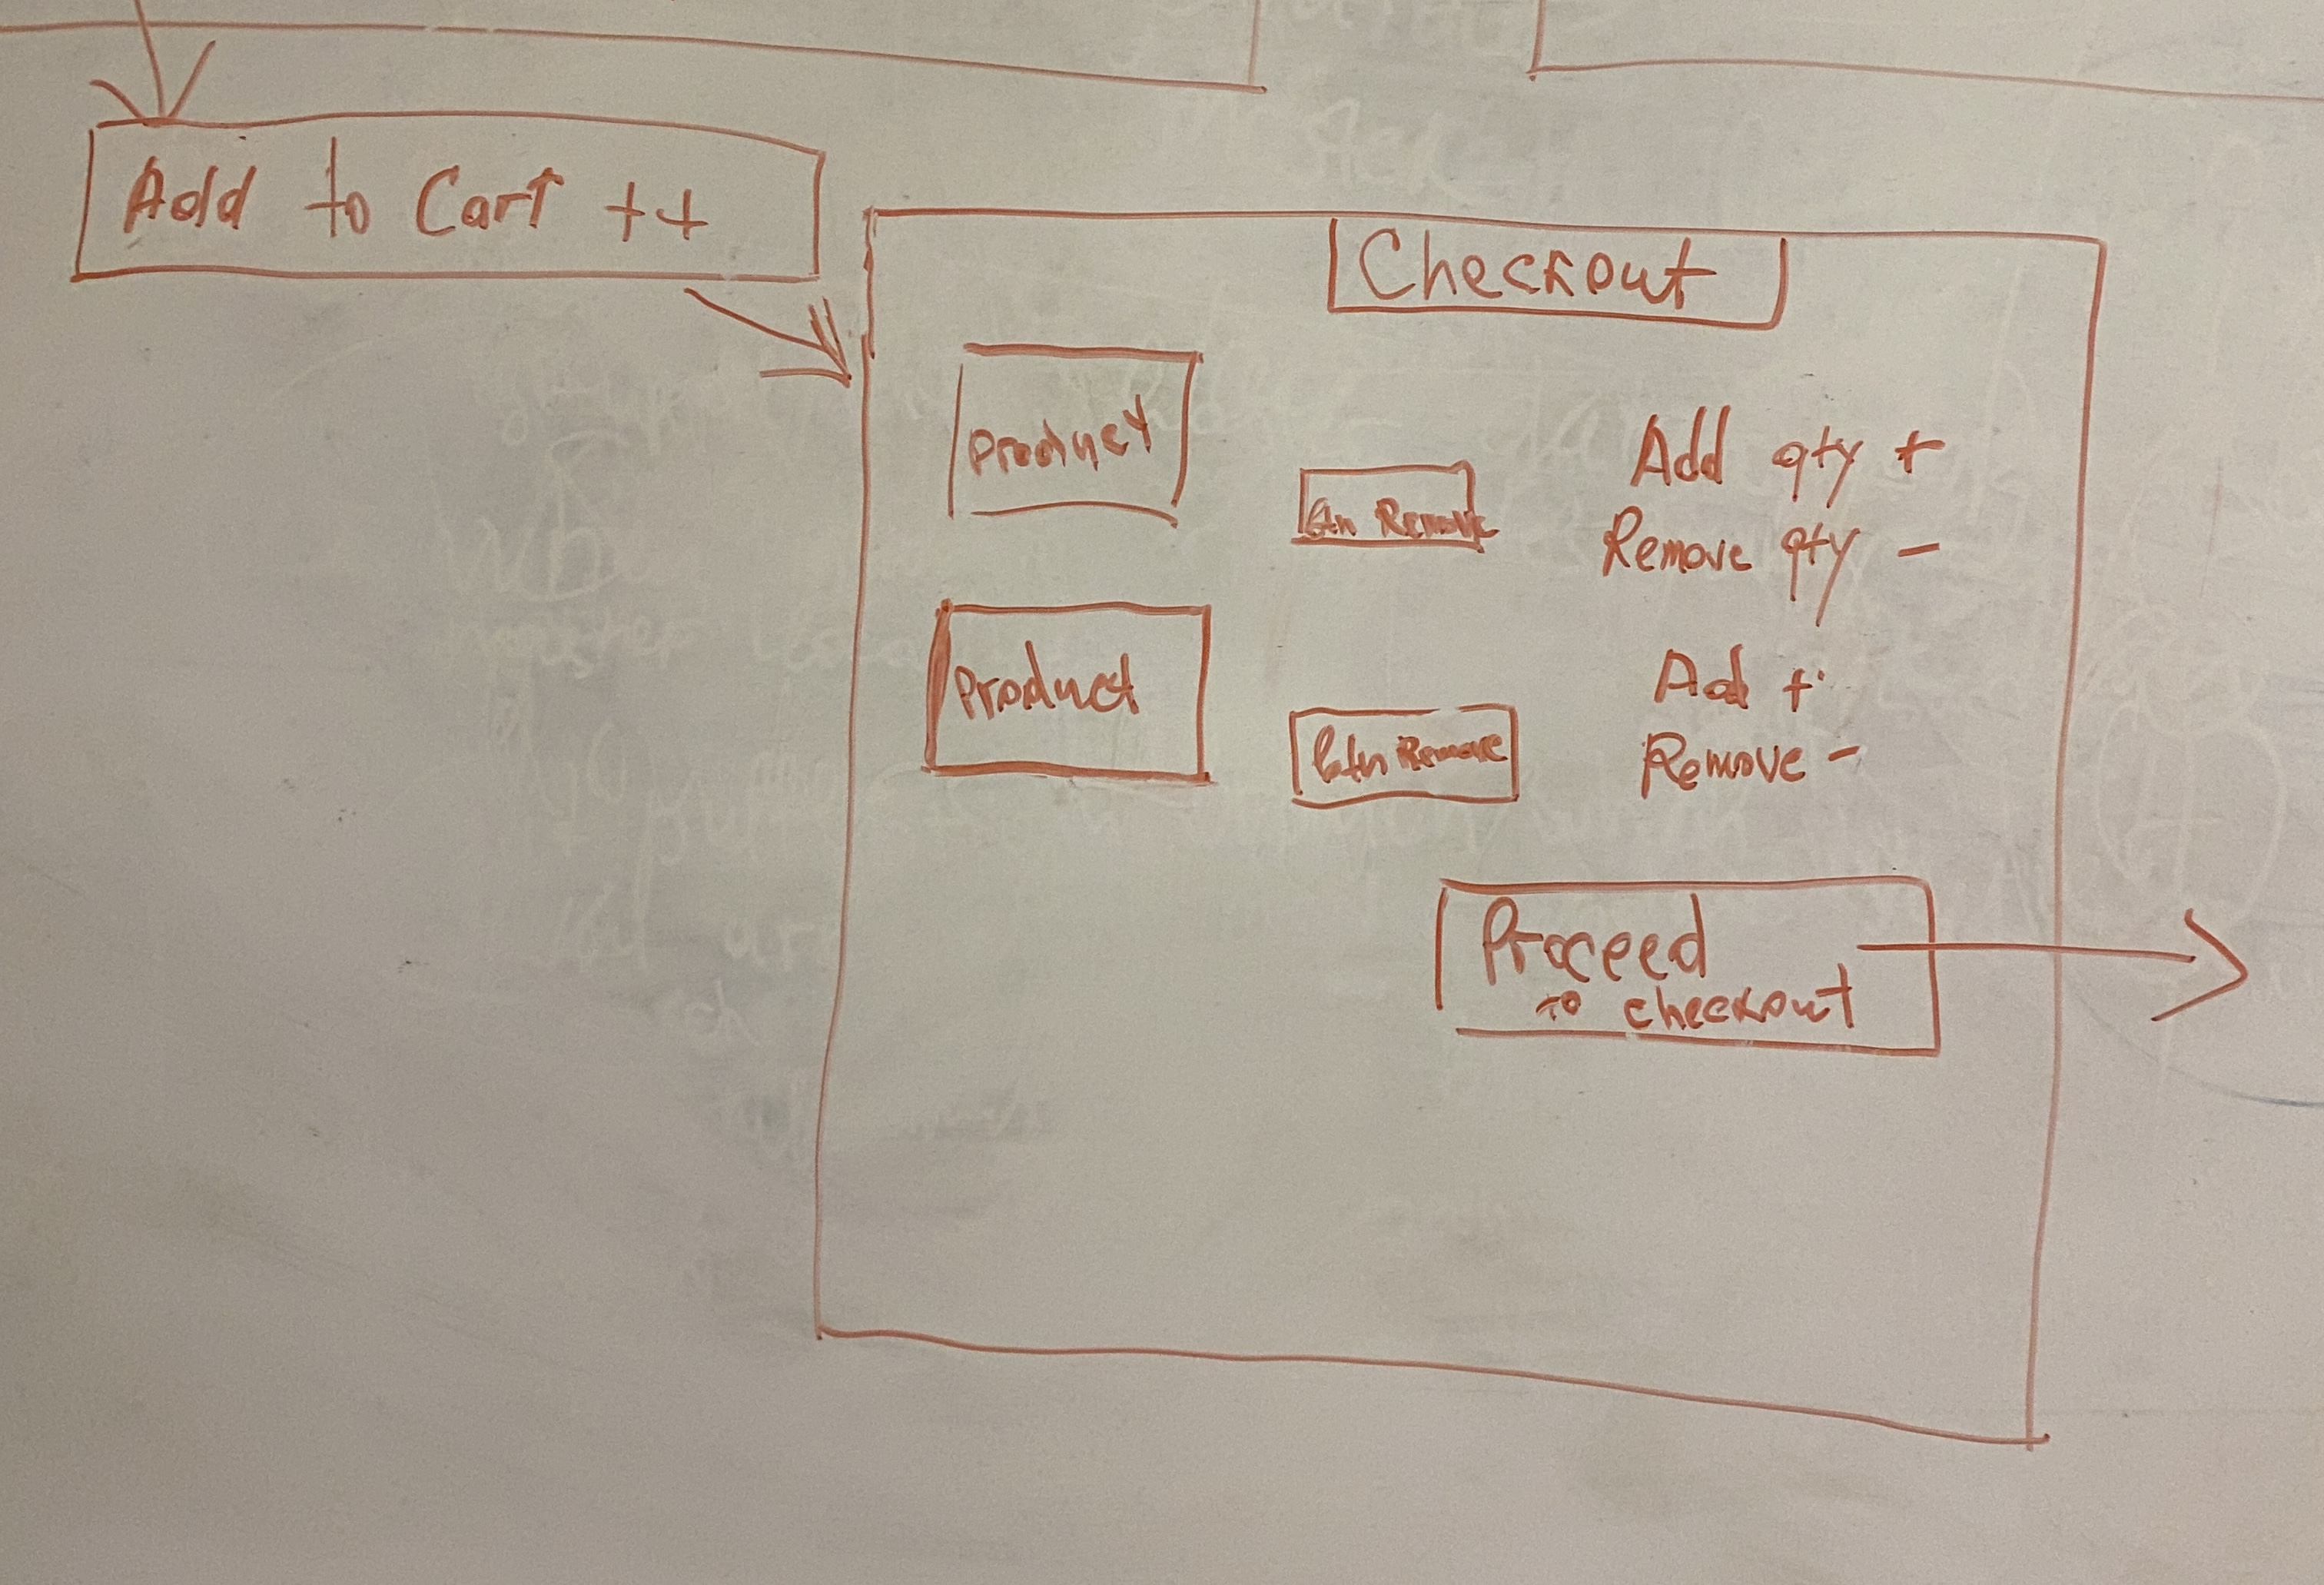 Add to Cart ++
Checkout
Product
Btn Remove
Add qty +
Remove qty -
Product
Btn Remove
Add +
Remove -
Proceed
to checkout